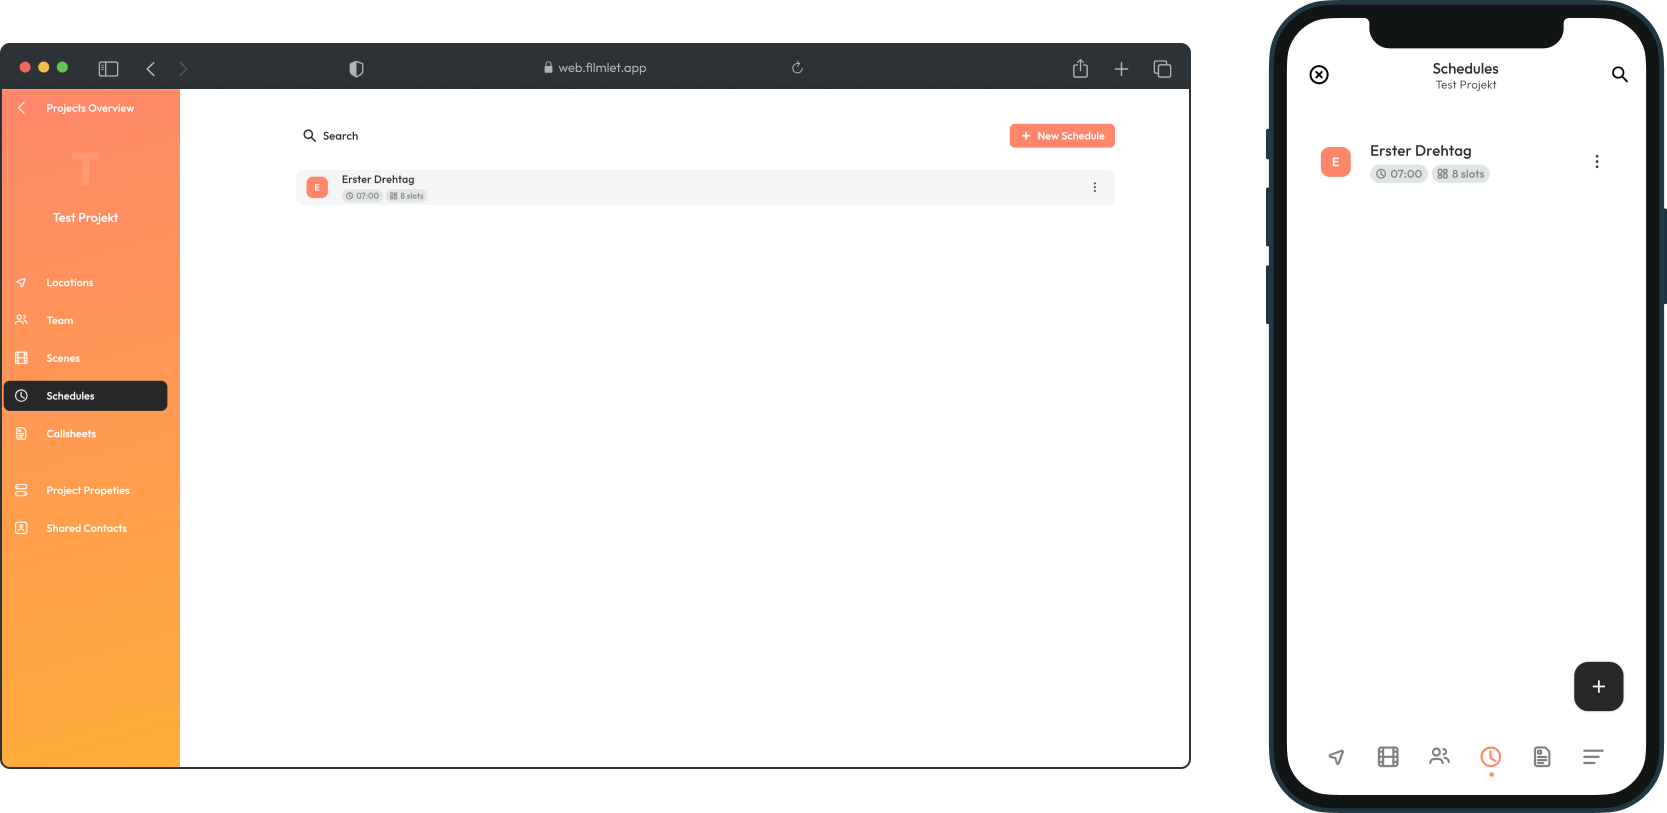 web.filmlet.app
Projects Overview
T
Test Projekt
Locations
Team
Scenes
Schedules
Callsheets
Project Propeties
Shared Contacts
Search
+ New Schedule
E
Erster Drehtag
07:00 8 slots
Schedules
Test Projekt
E
Erster Drehtag
07:00 8 slots